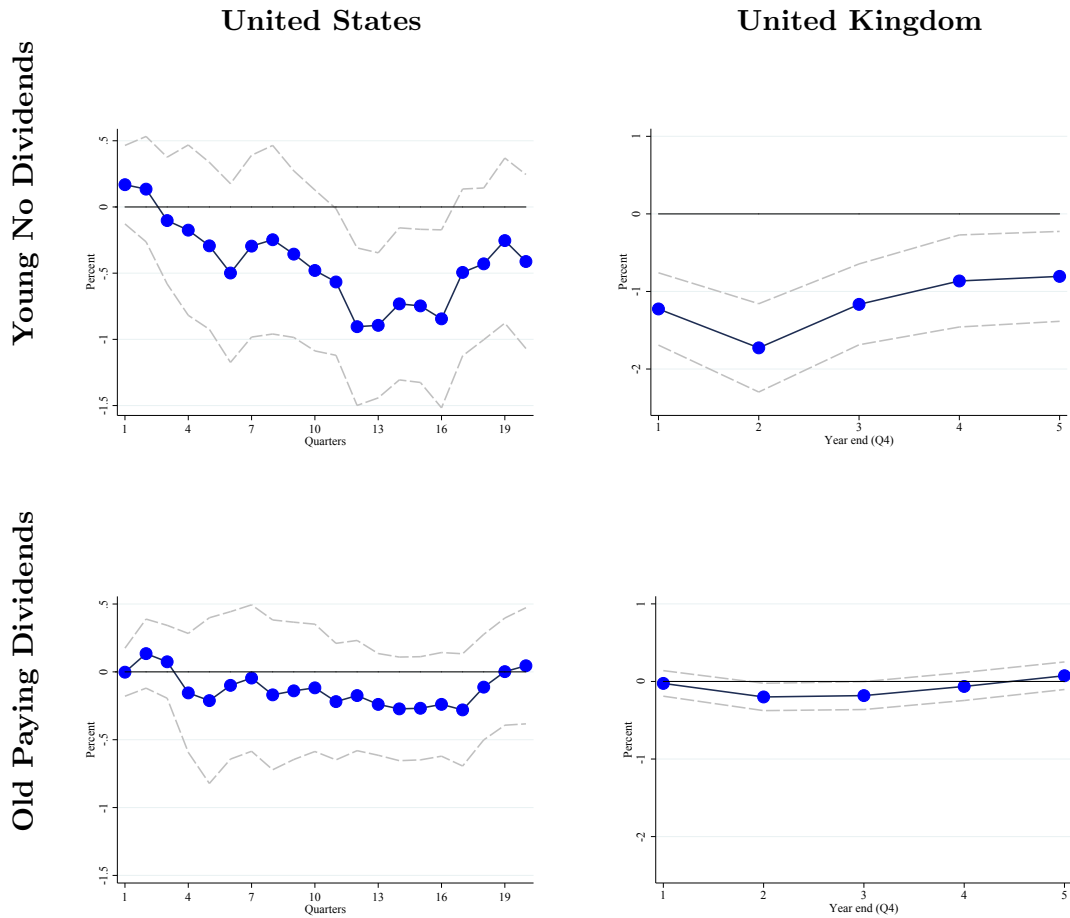 United States
United Kingdom
Young No Dividends
Percent
.5
0
-.5
-1
-1.5
1 4 7 10 13 16 19
Quarters
Percent
1
0
-1
-2
1 2 3 4 5
Year end (Q4)
Old Paying Dividends
Percent
.5
0
-.5
-1
-1.5
1 4 7 10 13 16 19
Quarters
Percent
1
0
-1
-2
1 2 3 4 5
Year end (Q4)